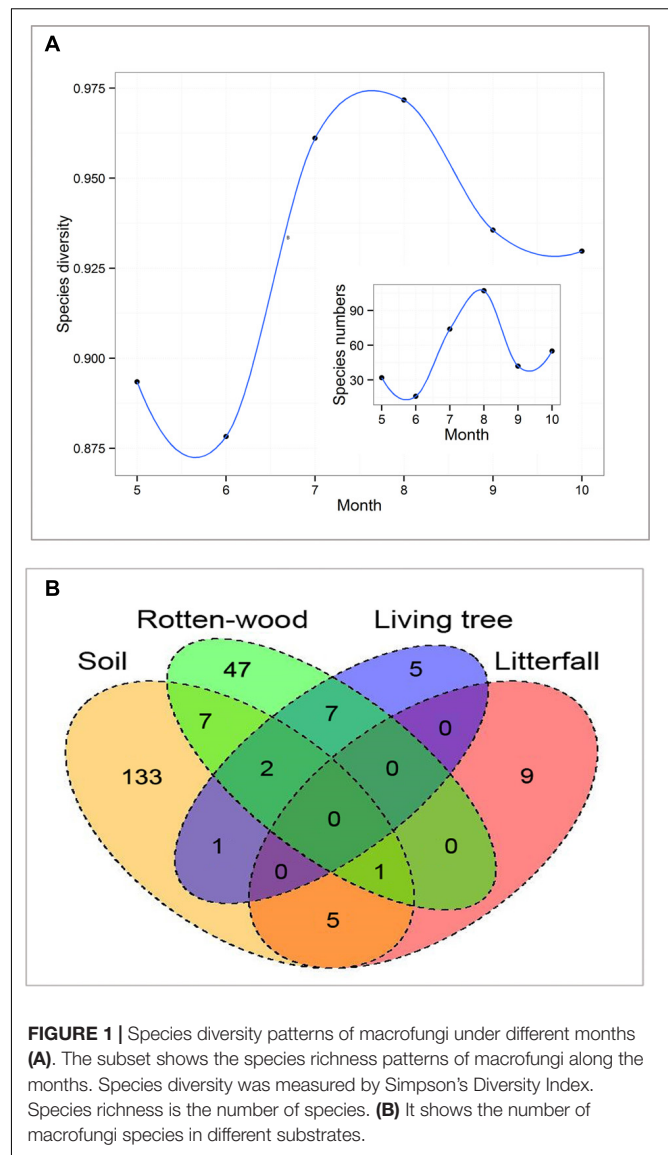 A
0.975
0.950
0.925
0.900
0.875
Species diversity
5 6 7 8 9 10
Month
90
60
30
Species numbers
5 6 7 8 9 10
Month
B
Rotten-wood Living tree
Soil Litterfall
47 5
7 7 0
133 2 0 9
0
1 0 1 0
5
FIGURE 1 | Species diversity patterns of macrofungi under different months
(A). The subset shows the species richness patterns of macrofungi along the
months. Species diversity was measured by Simpson's Diversity Index.
Species richness is the number of species. (B) It shows the number of
macrofungi species in different substrates.